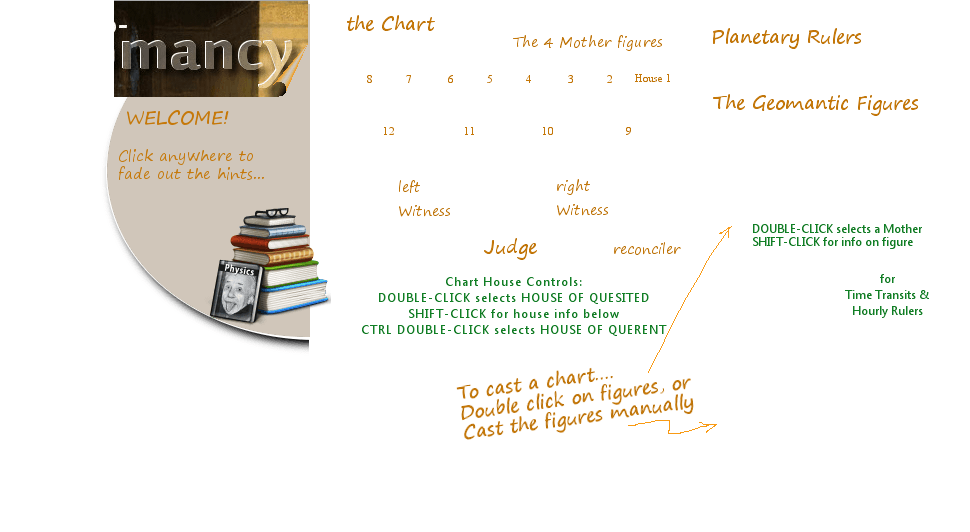 mancy
WELCOME!
Click anywhere to
fade out the hints...
Physics
the Chart
The 4 Mother figures
8 7 6 5 4 3 2 House 1
12 11 10 9
left
Witness
right
Witness
Judge
reconciler
Chart House Controls:
DOUBLE-CLICK selects HOUSE OF QUESITED
SHIFT-CLICK for house info below
CTRL DOUBLE-CLICK selects HOUSE OF QUERENT
To cast a chart....
Double click on figures, or
Cast the figures manually
Planetary Rulers
The Geomantic Figures
DOUBLE-CLICK selects a Mother
SHIFT-CLICK for info on figure
for
Time Transits &
Hourly Rulers